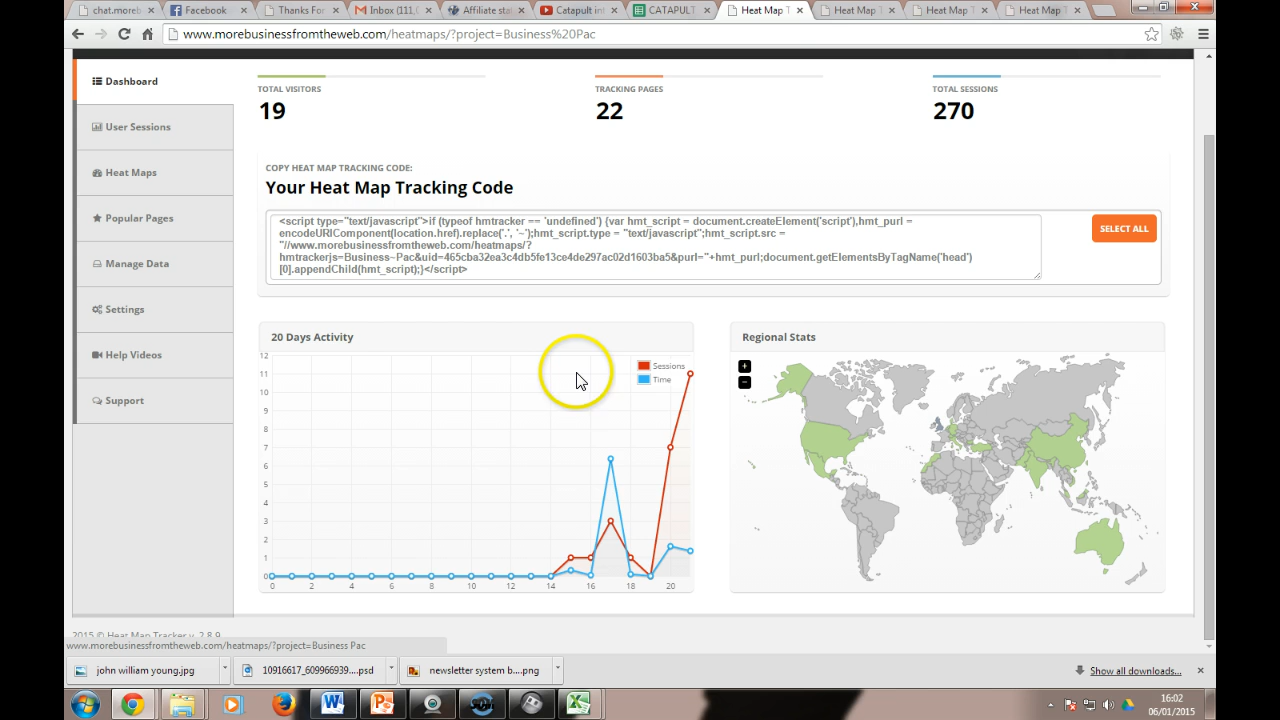 chat.moreb
Facebook
Thanks For
Inbox (111,
Affiliate sta
Catapult in
CATAPULT
Heat Map T
Heat Map T
Heat Map T
Heat Map T
www.morebusinessfromtheweb.com/heatmaps/?project=Business%20Pac
Dashboard
User Sessions
Heat Maps
Popular Pages
Manage Data
Settings
Help Videos
Support
TOTAL VISITORS
19
TRACKING PAGES
22
TOTAL SESSIONS
270
COPY HEAT MAP TRACKING CODE:
Your Heat Map Tracking Code
<script type="text/javascript">if (typeof hmtracker == 'undefined') {var hmt_script = document.createElement('script'),hmt_purl =
encodeURIComponent(location.href).replace('.', '~');hmt_script.type = "text/javascript";hmt_script.src =
"//www.morebusinessfromtheweb.com/heatmaps/?
hmtrackerjs=Business~Pac&uid=465cba32ea3c4db5fe13ce4de297ac02d1603ba5&purl="+hmt_purl;document.getElementsByTagName('head')
[0].appendChild(hmt_script);}</script>
SELECT ALL
20 Days Activity
12
11
10
9
8
7
6
5
4
3
2
1
0
0 2 4 6 8 10 12 14 16 18 20
Sessions
Time
Regional Stats
+
−
2015 © Heat Map Tracker v. 2.8.9
www.morebusinessfromtheweb.com/heatmaps/?project=Business Pac
john william young.jpg
10916617_609966939....psd
newsletter system b....png
Show all downloads...
16:02
06/01/2015